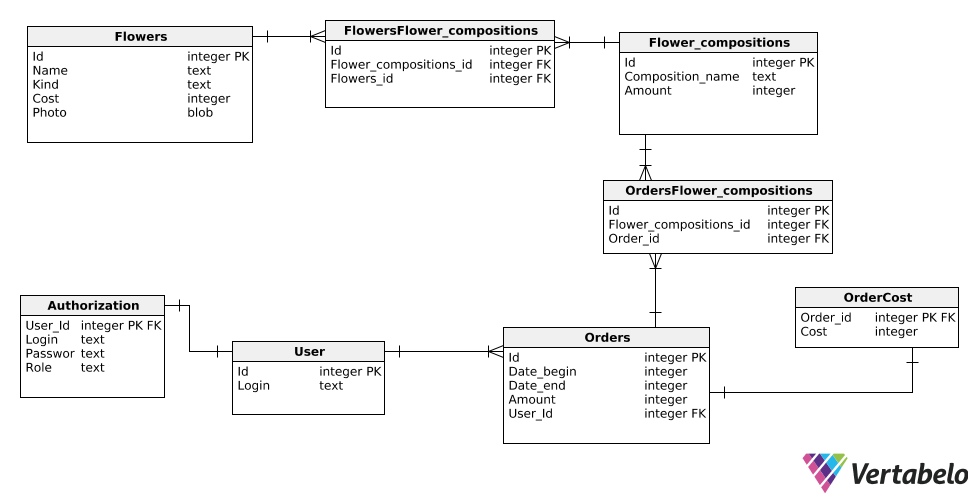 Flowers
Id integer PK
Name text
Kind text
Cost integer
Photo blob
FlowersFlower_compositions
Id integer PK
Flower_compositions_id integer FK
Flowers_id integer FK
Flower_compositions
Id integer PK
Composition_name text
Amount integer
OrdersFlower_compositions
Id integer PK
Flower_compositions_id integer FK
Order_id integer FK
Authorization
User_Id integer PK FK
Login text
Passwor text
Role text
User
Id integer PK
Login text
Orders
Id integer PK
Date_begin integer
Date_end integer
Amount integer
User_Id integer FK
OrderCost
Order_id integer PK FK
Cost integer
Vertabelo